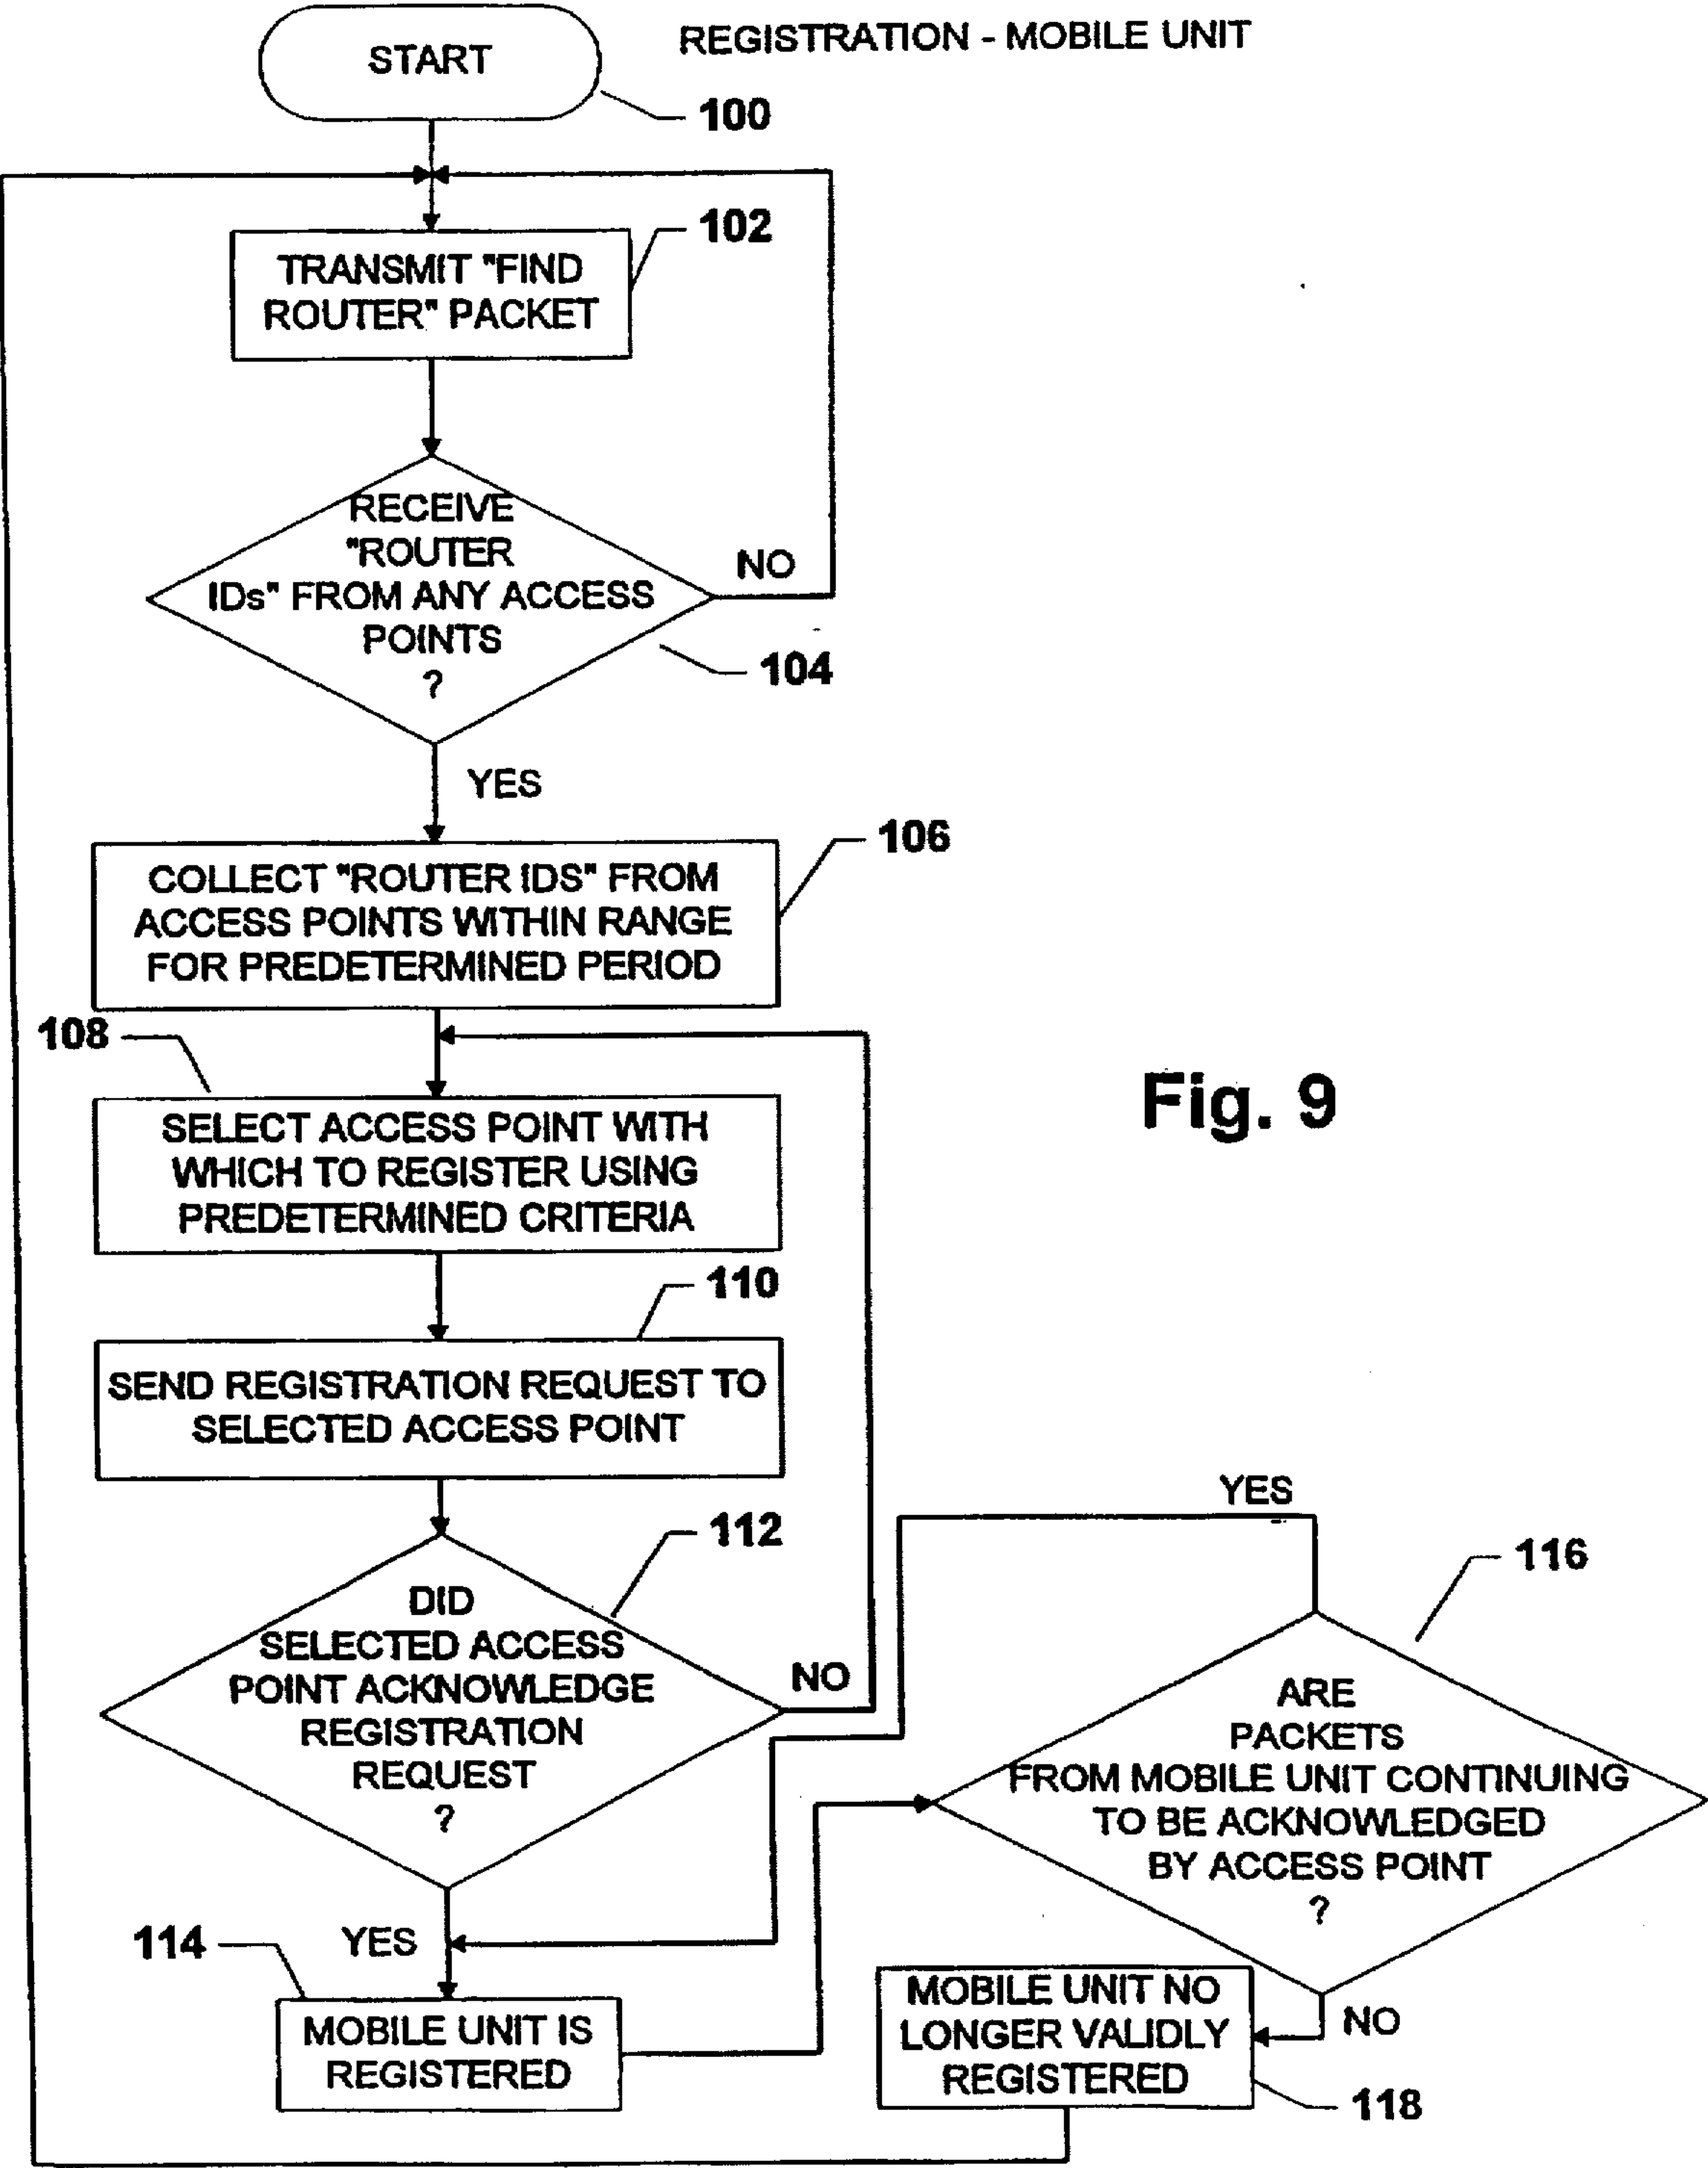 REGISTRATION - MOBILE UNIT
START
100
102
TRANSMIT "FIND
ROUTER" PACKET
RECEIVE
"ROUTER
IDs" FROM ANY ACCESS
POINTS
?
NO
104
YES
106
COLLECT "ROUTER IDS" FROM
ACCESS POINTS WITHIN RANGE
FOR PREDETERMINED PERIOD
108
SELECT ACCESS POINT WITH
WHICH TO REGISTER USING
PREDETERMINED CRITERIA
Fig. 9
110
SEND REGISTRATION REQUEST TO
SELECTED ACCESS POINT
112
DID
SELECTED ACCESS
POINT ACKNOWLEDGE
REGISTRATION
REQUEST
?
NO
YES
114
MOBILE UNIT IS
REGISTERED
YES
116
ARE
PACKETS
FROM MOBILE UNIT CONTINUING
TO BE ACKNOWLEDGED
BY ACCESS POINT
?
NO
MOBILE UNIT NO
LONGER VALIDLY
REGISTERED
118